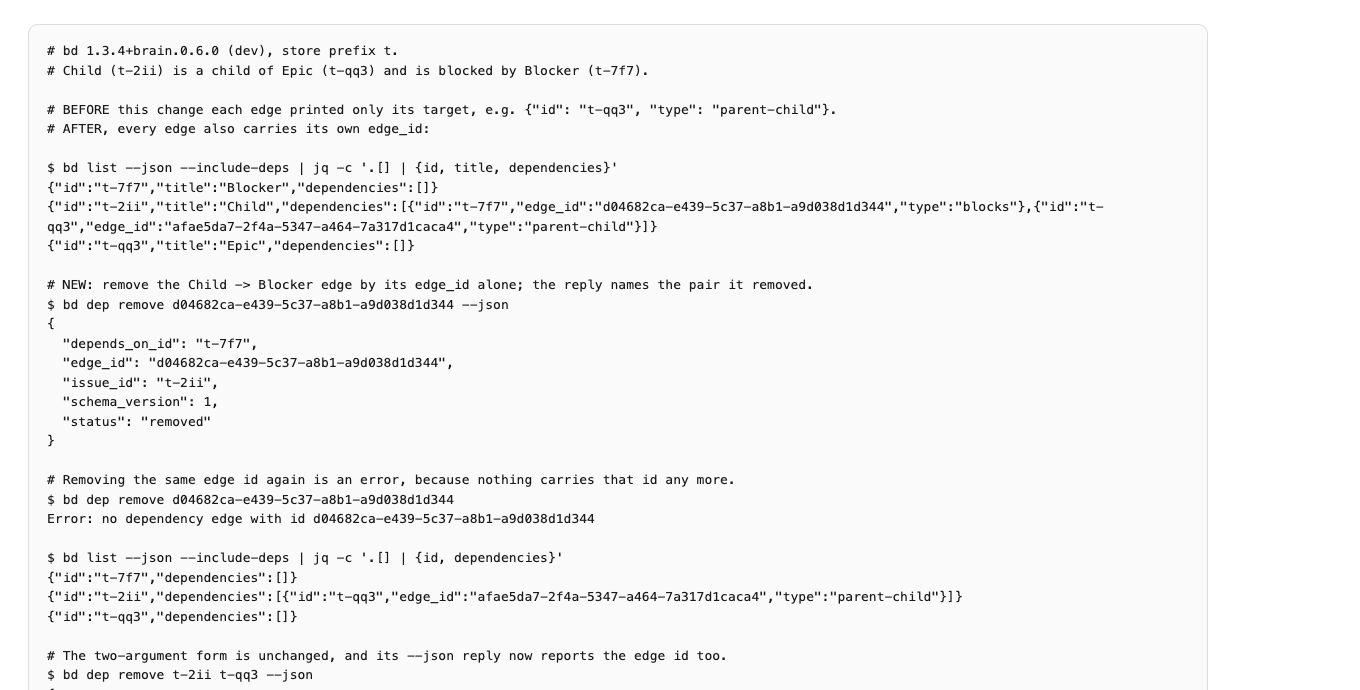 # bd 1.3.4+brain.0.6.0 (dev), store prefix t.
# Child (t-2ii) is a child of Epic (t-qq3) and is blocked by Blocker (t-7f7).
# BEFORE this change each edge printed only its target, e.g. {"id": "t-qq3", "type": "parent-child"}.
# AFTER, every edge also carries its own edge_id:
$ bd list --json --include-deps | jq -c '.[] | {id, title, dependencies}'
{"id":"t-7f7","title":"Blocker","dependencies":[]}
{"id":"t-2ii","title":"Child","dependencies":[{"id":"t-7f7","edge_id":"d04682ca-e439-5c37-a8b1-a9d038d1d344","type":"blocks"},{"id":"t-
qq3","edge_id":"afae5da7-2f4a-5347-a464-7a317d1caca4","type":"parent-child"}]}
{"id":"t-qq3","title":"Epic","dependencies":[]}
# NEW: remove the Child -> Blocker edge by its edge_id alone; the reply names the pair it removed.
$ bd dep remove d04682ca-e439-5c37-a8b1-a9d038d1d344 --json
{
"depends_on_id": "t-7f7",
"edge_id": "d04682ca-e439-5c37-a8b1-a9d038d1d344",
"issue_id": "t-2ii",
"schema_version": 1,
"status": "removed"
}
# Removing the same edge id again is an error, because nothing carries that id any more.
$ bd dep remove d04682ca-e439-5c37-a8b1-a9d038d1d344
Error: no dependency edge with id d04682ca-e439-5c37-a8b1-a9d038d1d344
$ bd list --json --include-deps | jq -c '.[] | {id, dependencies}'
{"id":"t-7f7","dependencies":[]}
{"id":"t-2ii","dependencies":[{"id":"t-qq3","edge_id":"afae5da7-2f4a-5347-a464-7a317d1caca4","type":"parent-child"}]}
{"id":"t-qq3","dependencies":[]}
# The two-argument form is unchanged, and its --json reply now reports the edge id too.
$ bd dep remove t-2ii t-qq3 --json